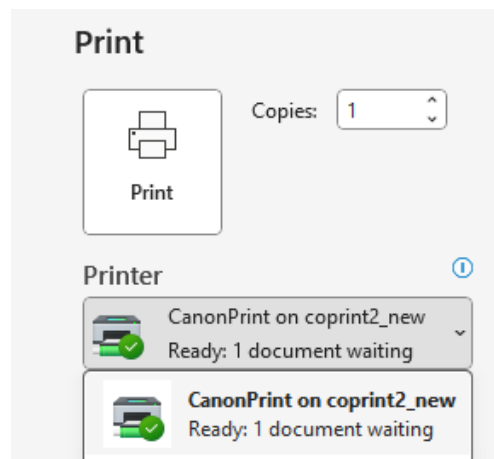 Print
Copies: 1
Print
Printer
CanonPrint on coprint2_new
Ready: 1 document waiting
CanonPrint on coprint2_new
Ready: 1 document waiting